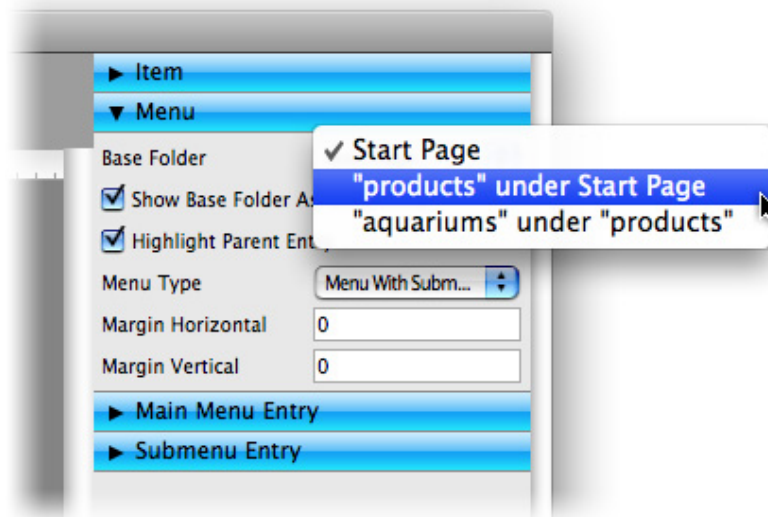 ▶ Item
▼ Menu
Base Folder
✓ Start Page
"products" under Start Page
"aquariums" under "products"
Show Base Folder As
Highlight Parent Entry
Menu Type
Menu With Subm...
Margin Horizontal
0
Margin Vertical
0
▶ Main Menu Entry
▶ Submenu Entry